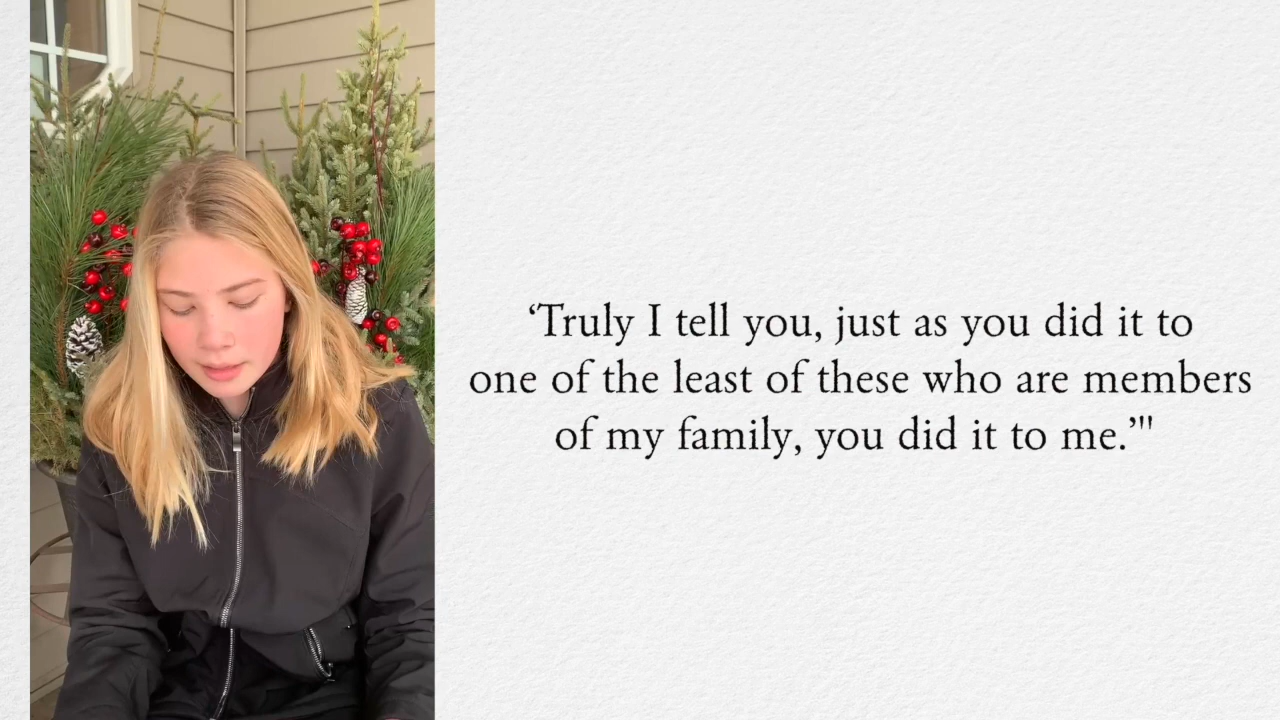 ‘Truly I tell you, just as you did it to
one of the least of these who are members
of my family, you did it to me.’"